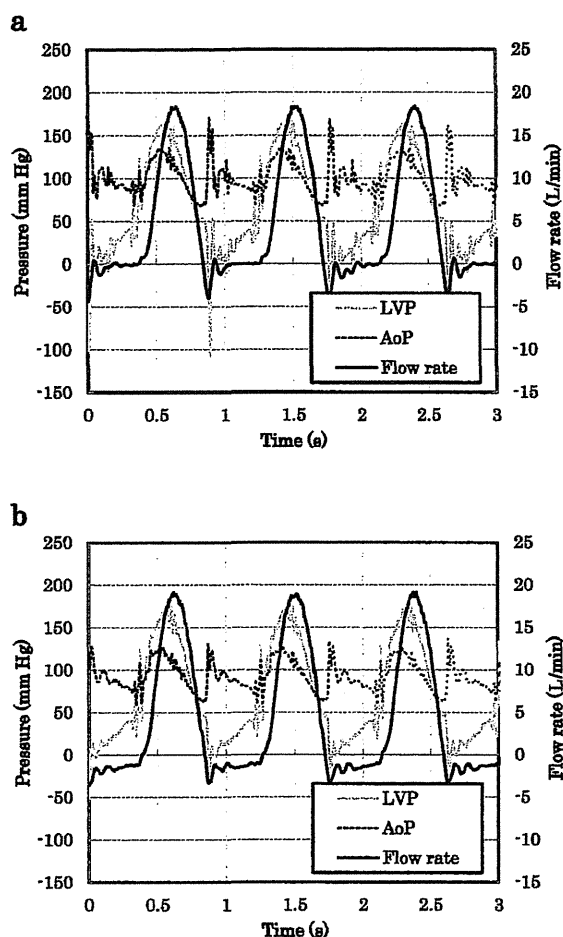 a
Pressure (mm Hg)
250
200
150
100
50
0
-50
-100
-150
25
20
15
10
5
0
-5
-10
-15
Flow rate (L/min)
LVP
AoP
Flow rate
0 0.5 1 1.5 2 2.5 3
Time (s)
b
Pressure (mm Hg)
250
200
150
100
50
0
-50
-100
-150
25
20
15
10
5
0
-5
-10
-15
Flow rate (L/min)
LVP
AoP
Flow rate
0 0.5 1 1.5 2 2.5 3
Time (s)